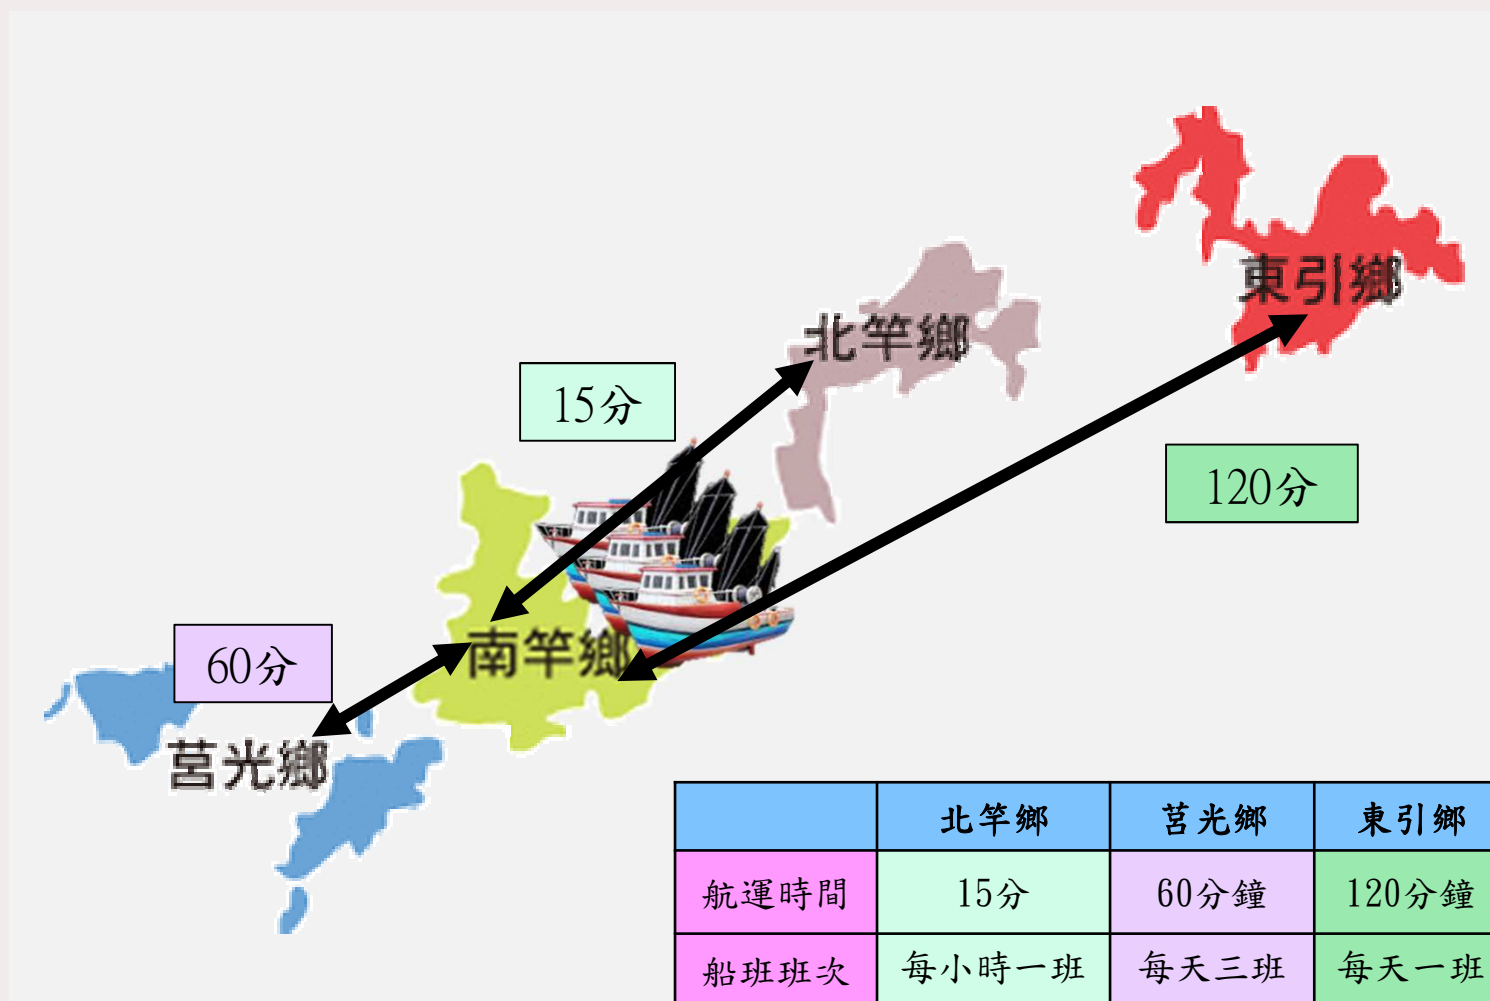 東引鄉
北竿鄉
15分
120分
南竿鄉
60分
莒光鄉
北竿鄉 莒光鄉 東引鄉
航運時間 15分 60分鐘 120分鐘
船班班次 每小時一班 每天三班 每天一班